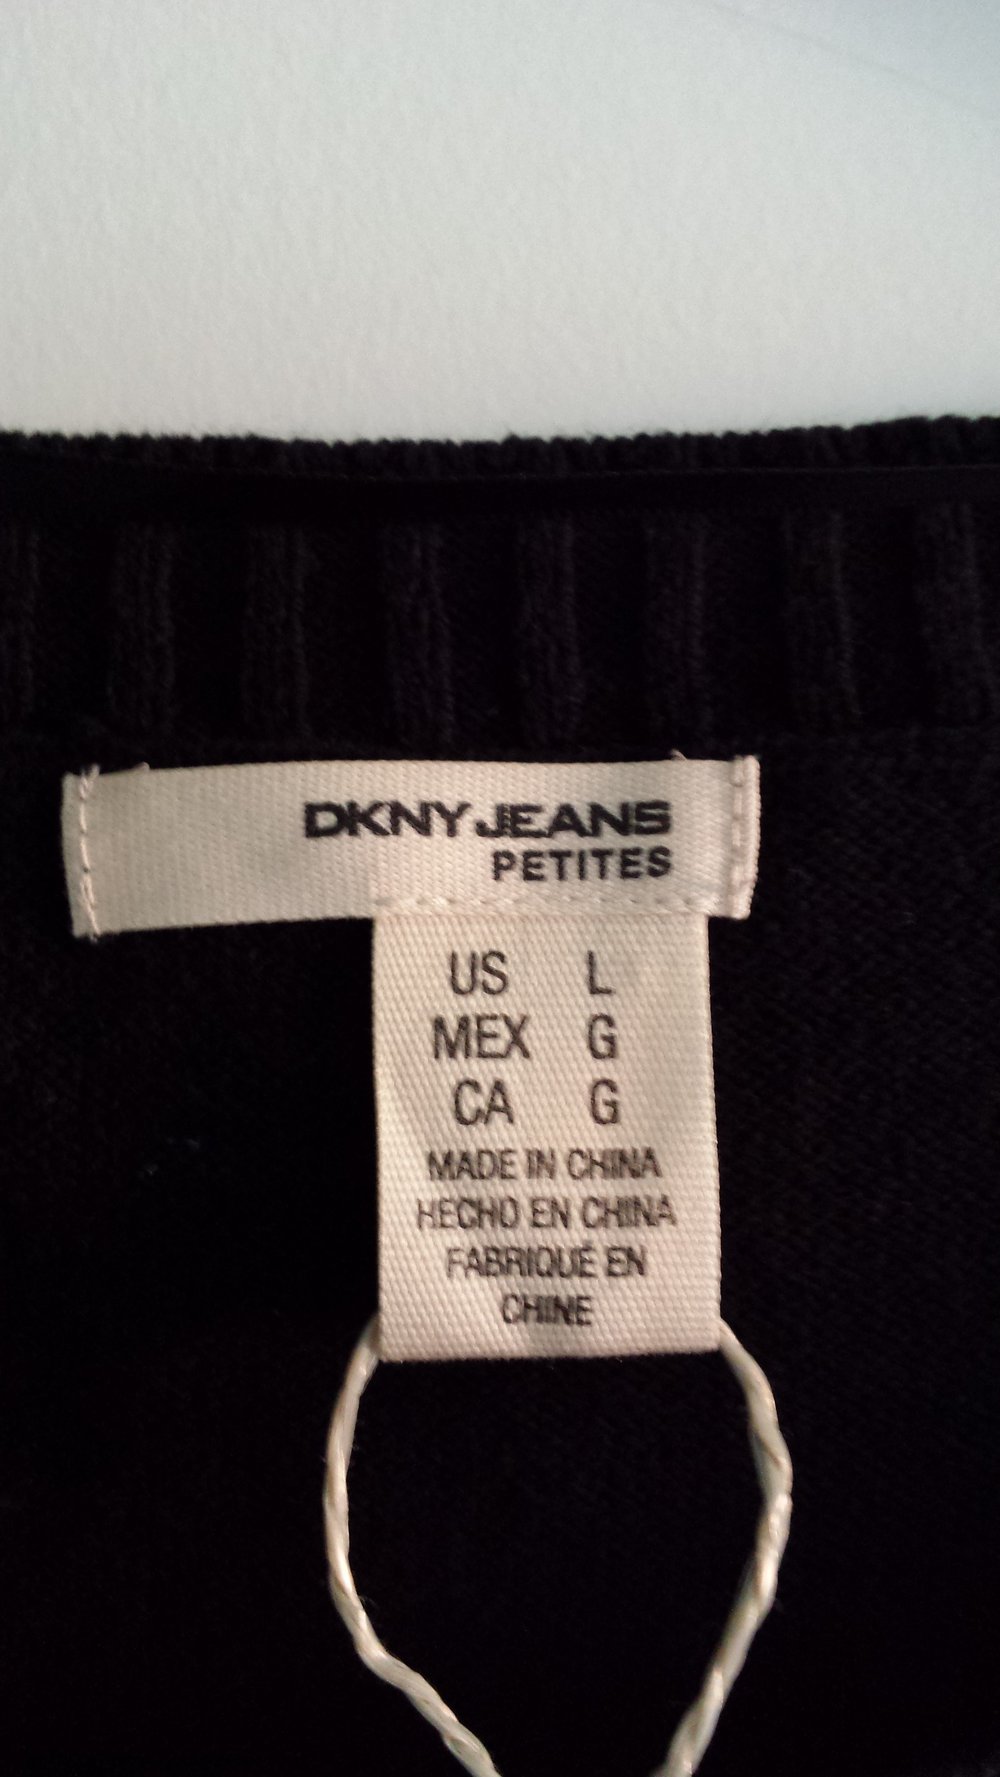 DKNY JEANS
PETITES
US L
MEX G
CA G
MADE IN CHINA
HECHO EN CHINA
FABRIQUÉ EN
CHINE